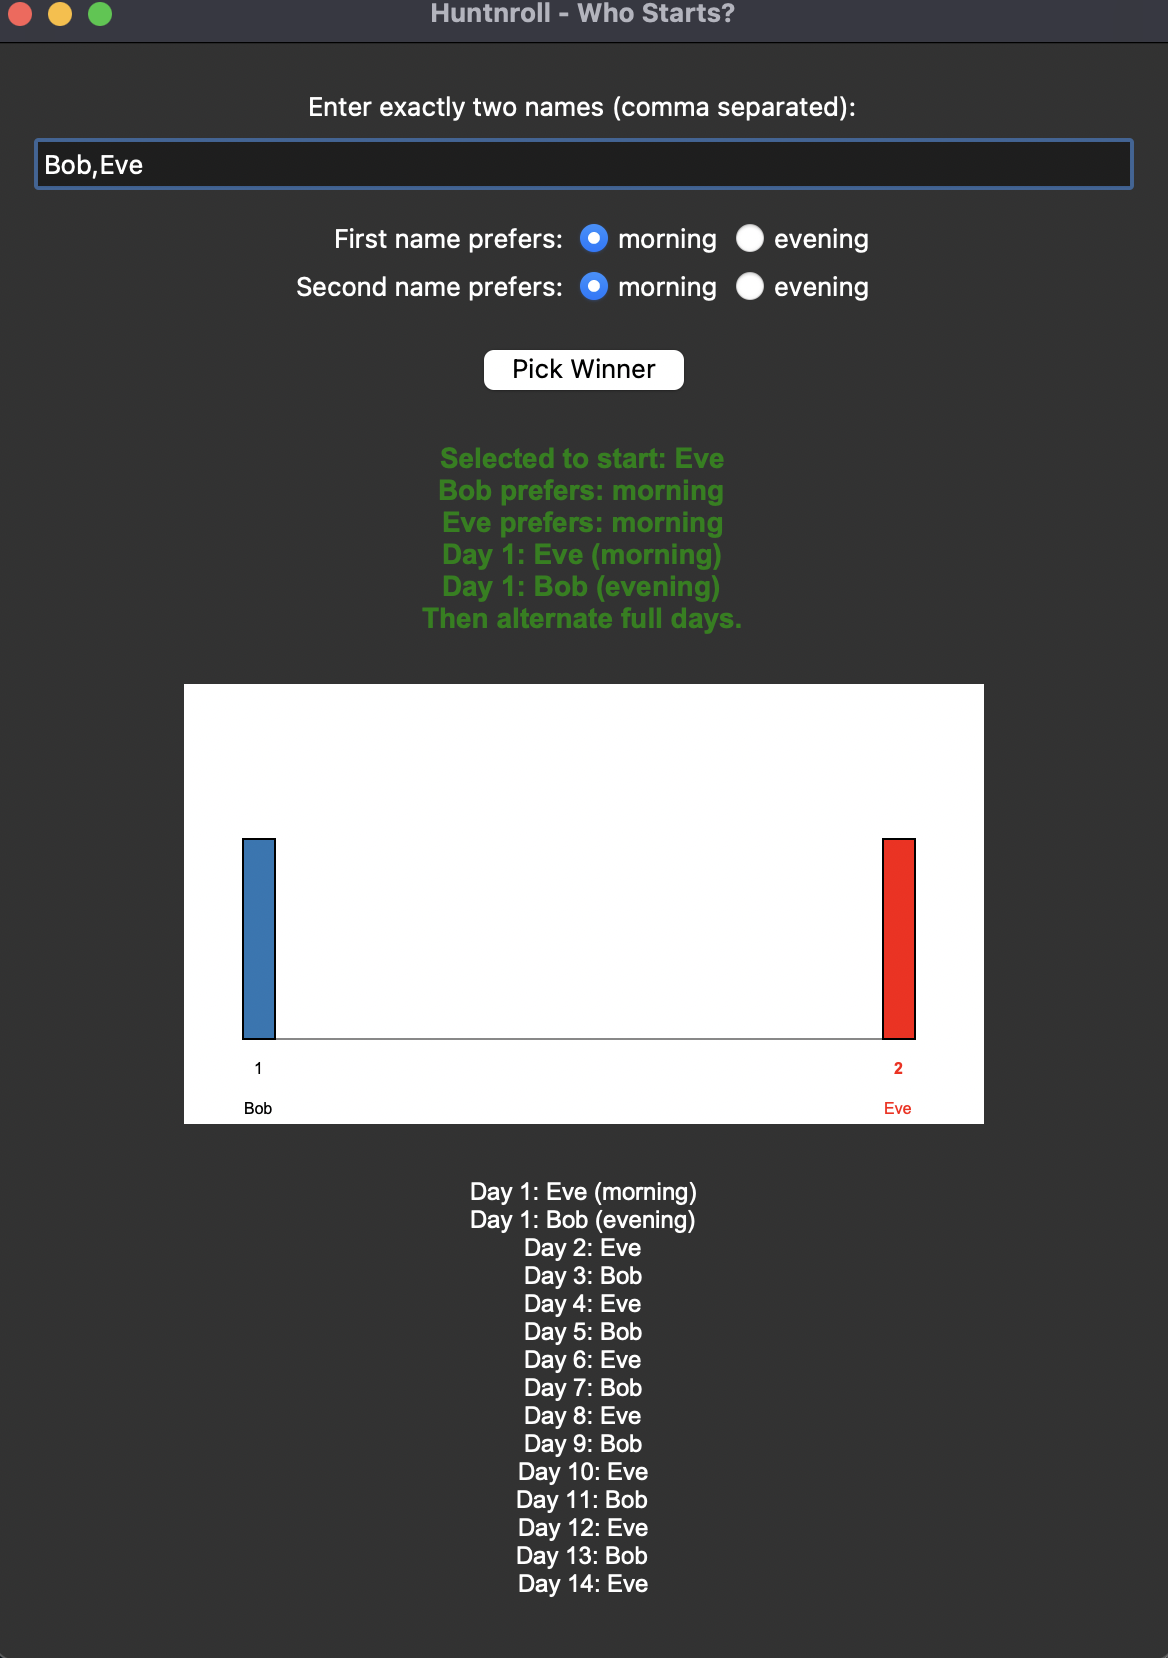 Huntnroll - Who Starts?
Enter exactly two names (comma separated):
Bob,Eve
First name prefers: morning evening
Second name prefers: morning evening
Pick Winner
Selected to start: Eve
Bob prefers: morning
Eve prefers: morning
Day 1: Eve (morning)
Day 1: Bob (evening)
Then alternate full days.
1 2
Bob Eve
Day 1: Eve (morning)
Day 1: Bob (evening)
Day 2: Eve
Day 3: Bob
Day 4: Eve
Day 5: Bob
Day 6: Eve
Day 7: Bob
Day 8: Eve
Day 9: Bob
Day 10: Eve
Day 11: Bob
Day 12: Eve
Day 13: Bob
Day 14: Eve